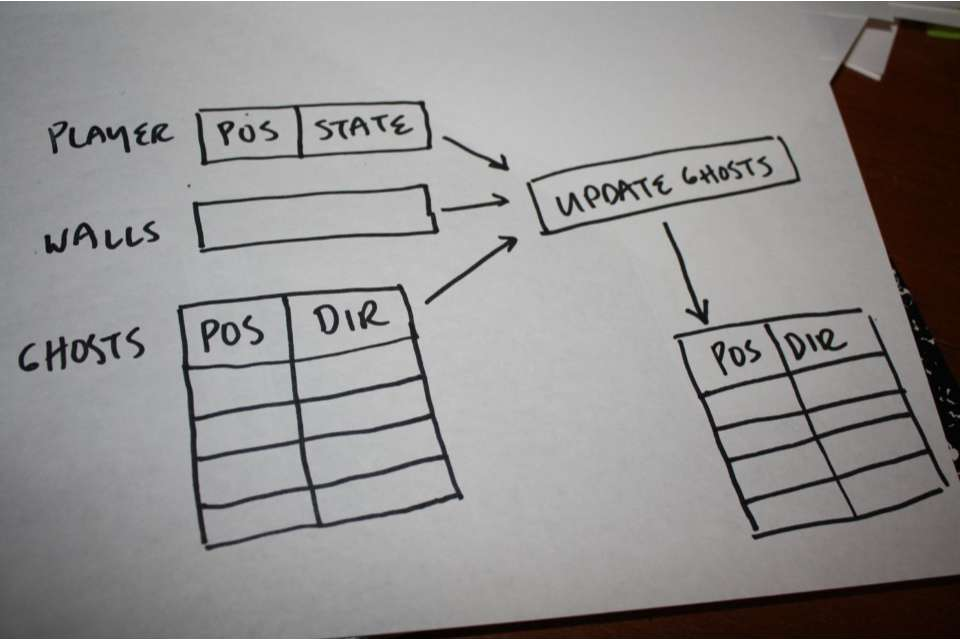 PLAYER POS STATE
UPDATE GHOSTS
WALLS
GHOSTS POS DIR
POS DIR